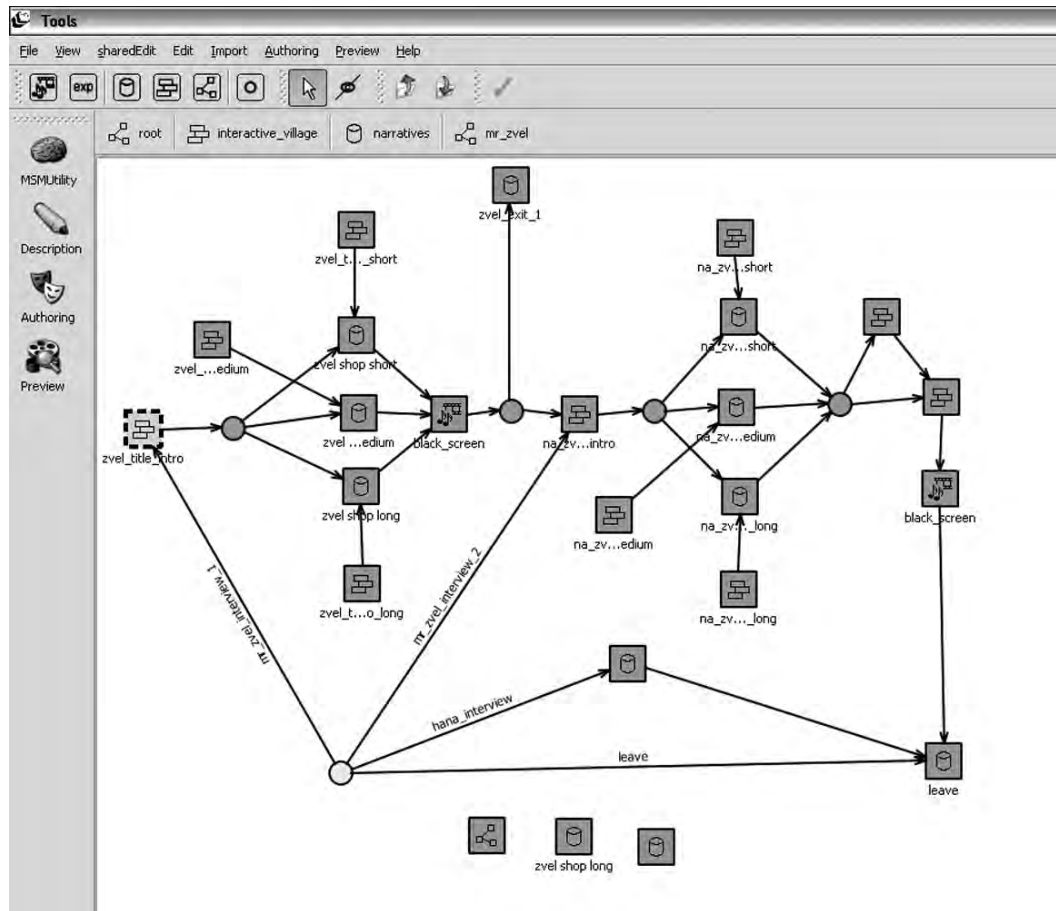 Tools
File View sharedEdit Edit Import Authoring Preview Help
exp
root interactive_village narratives mr_zvel
MSMUtility
Description
Authoring
Preview
zvel_exit_1
zvel_t..._short
na_zv...short
zvel_...edium
zvel shop short
na_zv...short
zvel_title_intro
zvel ...edium
black_screen
na_zv...intro
na_zv...edium
zvel shop long
na_zv..._long
black_screen
na_zv...edium
zvel_t...o_long
na_zv..._long
mr_zvel_interview_1
mr_zvel_interview_2
hana_interview
leave
leave
zvel shop long